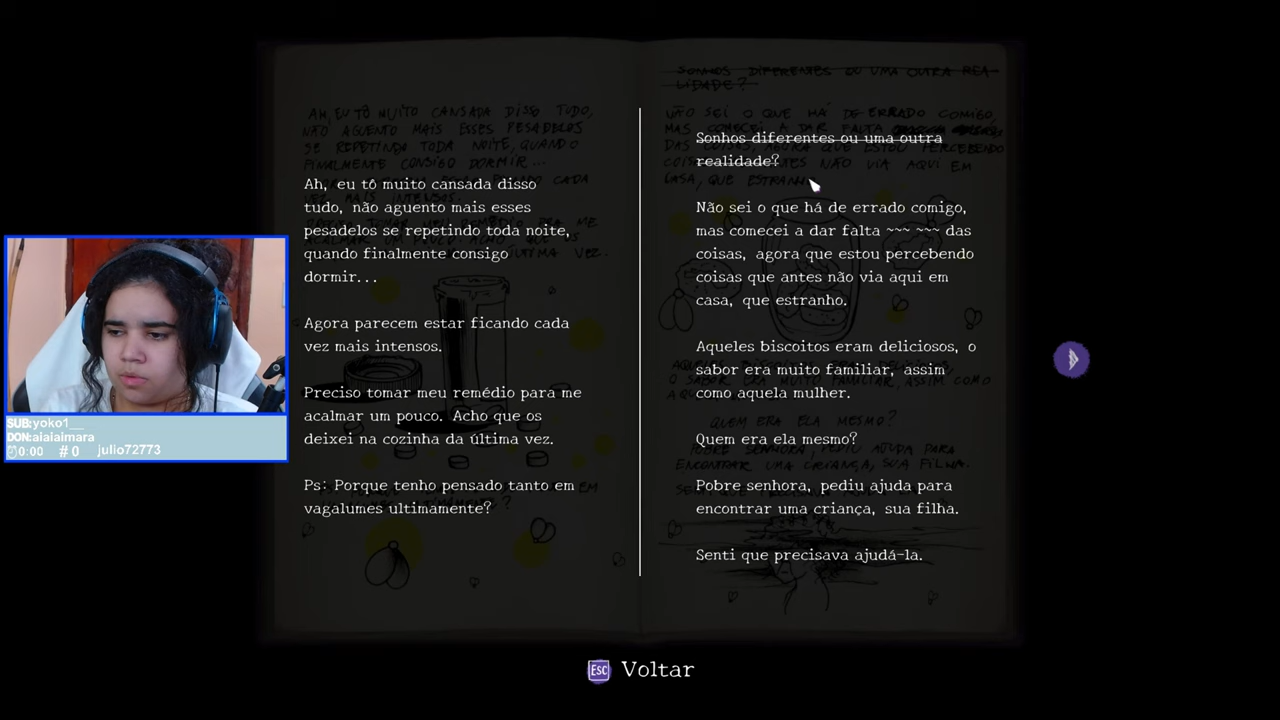 Ah, eu tô muito cansada disso
tudo, não aguento mais esses
pesadelos se repetindo toda noite,
quando finalmente consigo
dormir...
Agora parecem estar ficando cada
vez mais intensos.
Preciso tomar meu remédio para me
acalmar um pouco. Acho que os
deixei na cozinha da última vez.
Ps: Porque tenho pensado tanto em
vagalumes ultimamente?
Sonhos diferentes ou uma outra
realidade?
Não sei o que há de errado comigo,
mas comecei a dar falta ~~~ ~~~ das
coisas, agora que estou percebendo
coisas que antes não via aqui em
casa, que estranho.
Aqueles biscoitos eram deliciosos, o
sabor era muito familiar, assim
como aquela mulher.
Quem era ela mesmo?
Pobre senhora, pediu ajuda para
encontrar uma criança, sua filha.
Senti que precisava ajudá-la.
SUB:yoko1__
DON:aiaiaimara
0:00 #0 julio72773
ESC Voltar